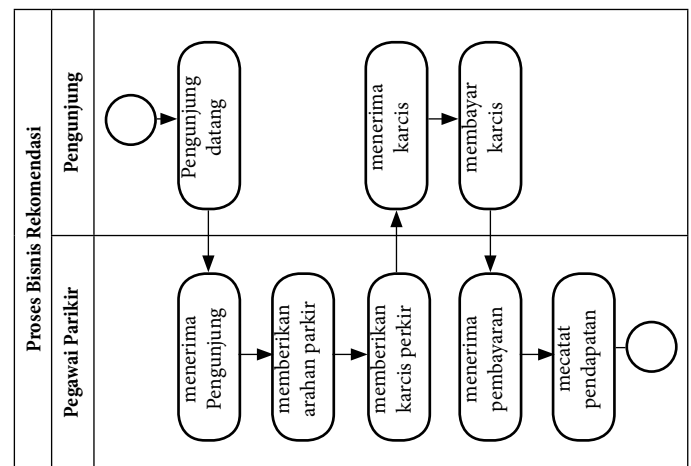 Proses Bisnis Rekomendasi
Pengunjung
Pengunjung
datang
menerima
karcis
membayar
karcis
Pegawai Parikir
menerima
Pengunjung
memberikan
arahan parkir
memberikan
karcis perkir
menerima
pembayaran
mecatat
pendapatan